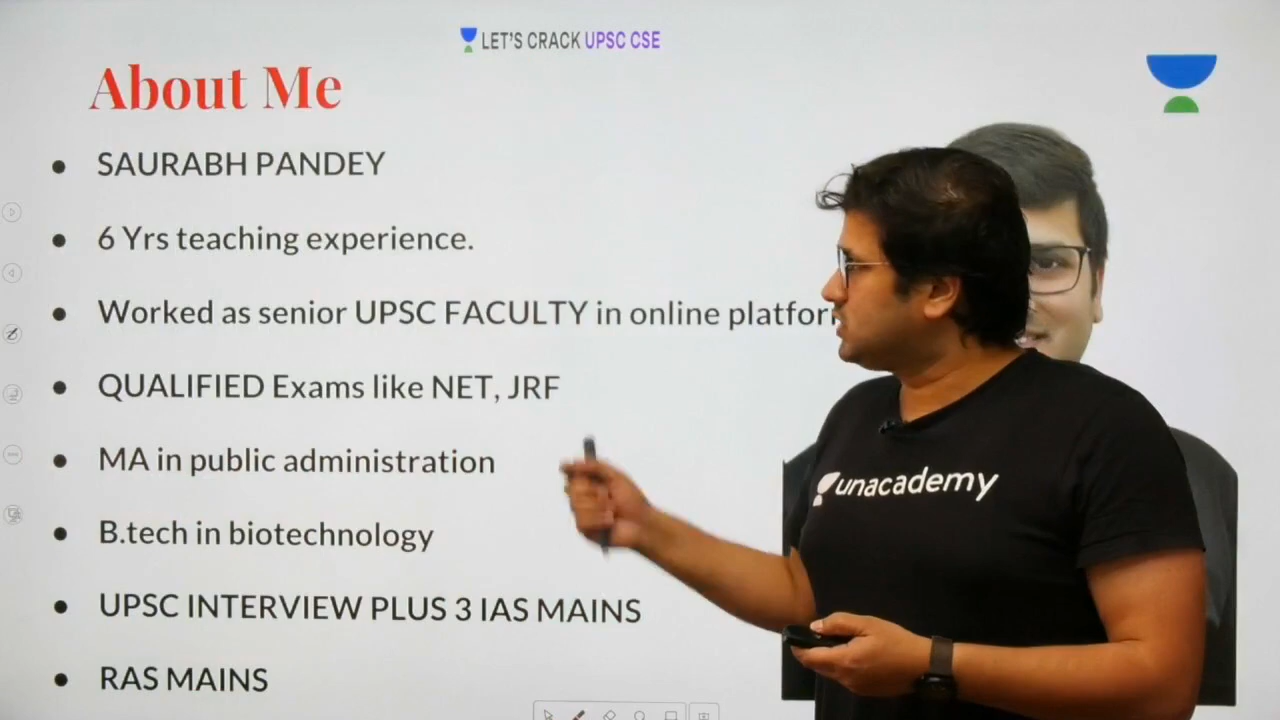 LET'S CRACK UPSC CSE
About Me
SAURABH PANDEY
6 Yrs teaching experience.
Worked as senior UPSC FACULTY in online
QUALIFIED Exams like NET, JRF
MA in public administration
B.tech in biotechnology
UPSC INTERVIEW PLUS 3 IAS MAINS
RAS MAINS
unacademy